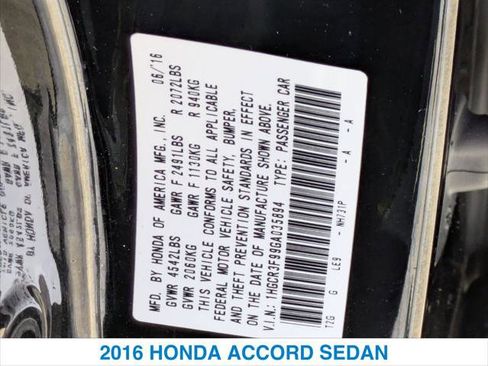 MFD. BY HONDA OF AMERICA MFG., INC. 06/'16
GVWR 4542LBS GAWR F 2491LBS R 2072LBS
GVWR 2060KG GAWR F 1130KG R 940KG
THIS VEHICLE CONFORMS TO ALL APPLICABLE
FEDERAL MOTOR VEHICLE SAFETY, BUMPER,
AND THEFT PREVENTION STANDARDS IN EFFECT
ON THE DATE OF MANUFACTURE SHOWN ABOVE.
V.I.N.: 1HGCR3F99GA035894 TYPE: PASSENGER CAR
T2G G LE9 NH731P A - A
2016 HONDA ACCORD SEDAN